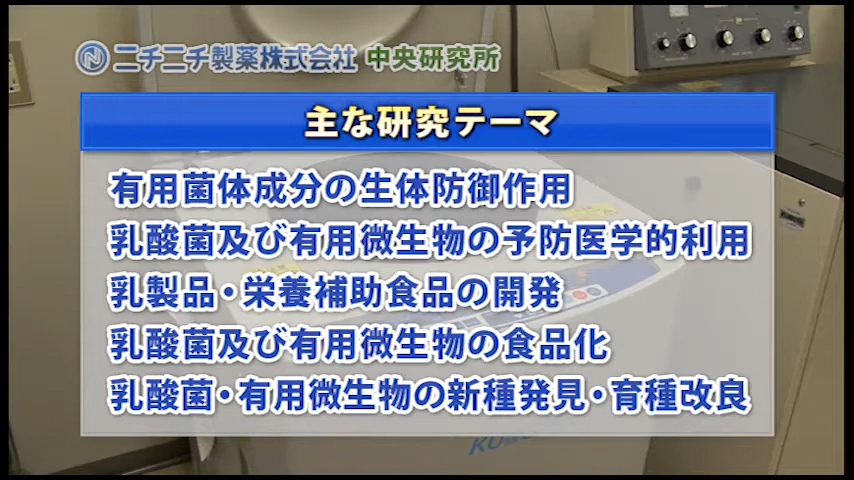 ニチニチ製薬株式会社 中央研究所
主な研究テーマ
有用菌体成分の生体防御作用
乳酸菌及び有用微生物の予防医学的利用
乳製品・栄養補助食品の開発
乳酸菌及び有用微生物の食品化
乳酸菌・有用微生物の新種発見・育種改良